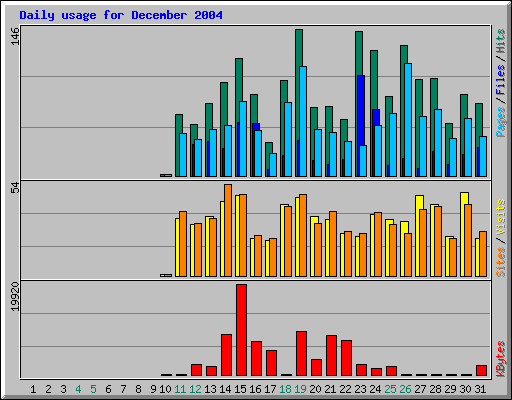 Daily usage for December 2004
146
Pages / Files / Hits
54
Sites / Visits
19920
KBytes
1 2 3 4 5 6 7 8 9 10 11 12 13 14 15 16 17 18 19 20 21 22 23 24 25 26 27 28 29 30 31